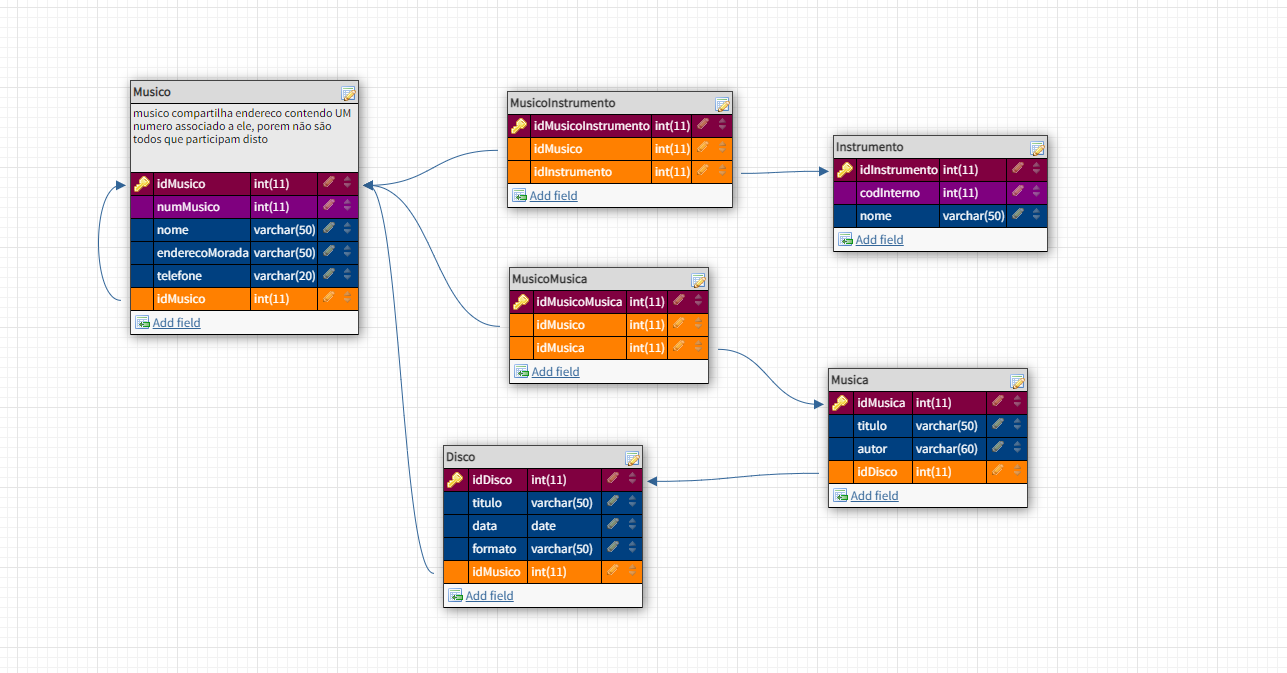 Musico
musico compartilha endereco contendo UM
numero associado a ele, porem não são
todos que participam disto
idMusico int(11)
numMusico int(11)
nome varchar(50)
enderecoMorada varchar(50)
telefone varchar(20)
idMusico int(11)
Add field
MusicoInstrumento
idMusicoInstrumento int(11)
idMusico int(11)
idInstrumento int(11)
Add field
Instrumento
idInstrumento int(11)
codInterno int(11)
nome varchar(50)
Add field
MusicoMusica
idMusicoMusica int(11)
idMusico int(11)
idMusica int(11)
Add field
Musica
idMusica int(11)
titulo varchar(50)
autor varchar(60)
idDisco int(11)
Add field
Disco
idDisco int(11)
titulo varchar(50)
data date
formato varchar(50)
idMusico int(11)
Add field